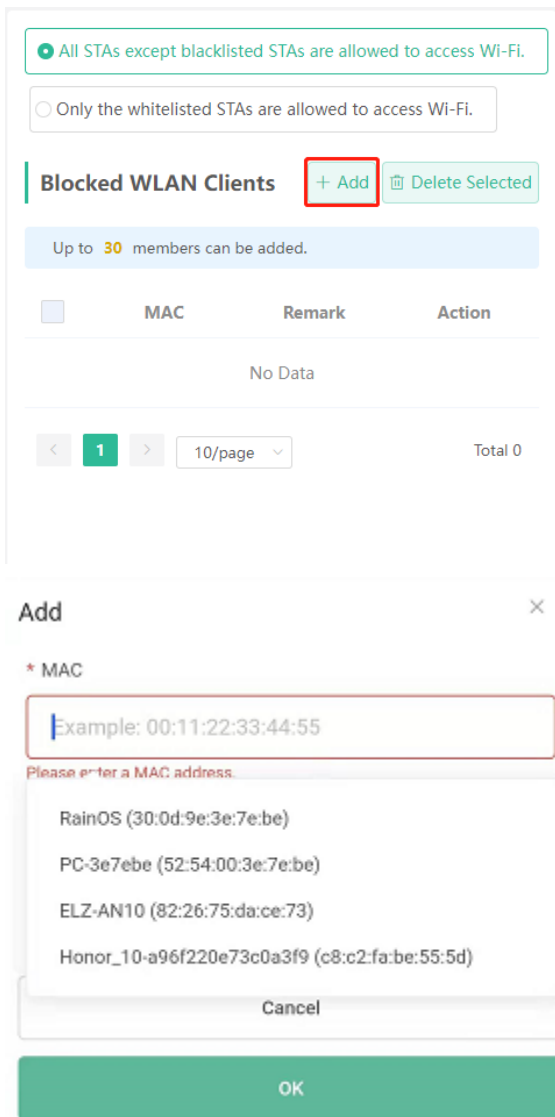 All STAs except blacklisted STAs are allowed to access Wi-Fi.
Only the whitelisted STAs are allowed to access Wi-Fi.
Blocked WLAN Clients + Add Delete Selected
Up to 30 members can be added.
MAC Remark Action
No Data
< 1 > 10/page Total 0
Add ×
* MAC
Example: 00:11:22:33:44:55
Please enter a MAC address.
RainOS (30:0d:9e:3e:7e:be)
PC-3e7ebe (52:54:00:3e:7e:be)
ELZ-AN10 (82:26:75:da:ce:73)
Honor_10-a96f220e73c0a3f9 (c8:c2:fa:be:55:5d)
Cancel
OK